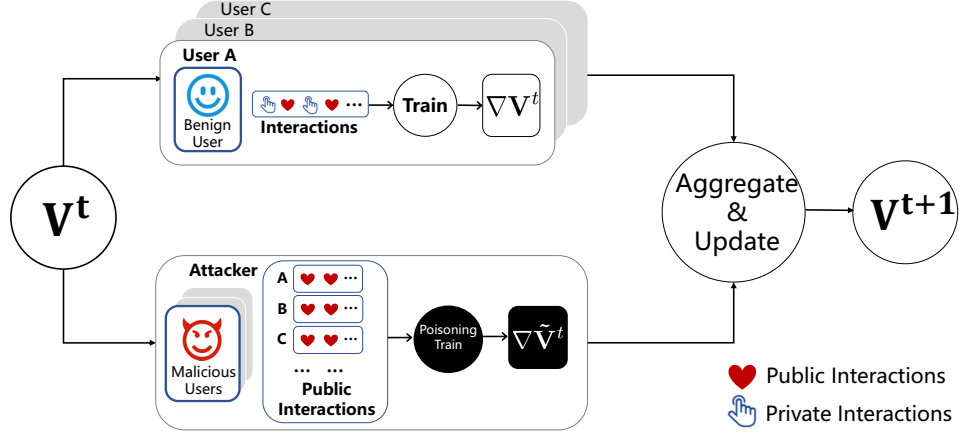 User C
User B
User A
Benign
User
...
Interactions
Train
∇V^t
V^t
Aggregate
&
Update
V^{t+1}
Attacker
Malicious
Users
A ...
B ...
C ...
... ...
Public
Interactions
Poisoning
Train
∇Ṽ^t
Public Interactions
Private Interactions